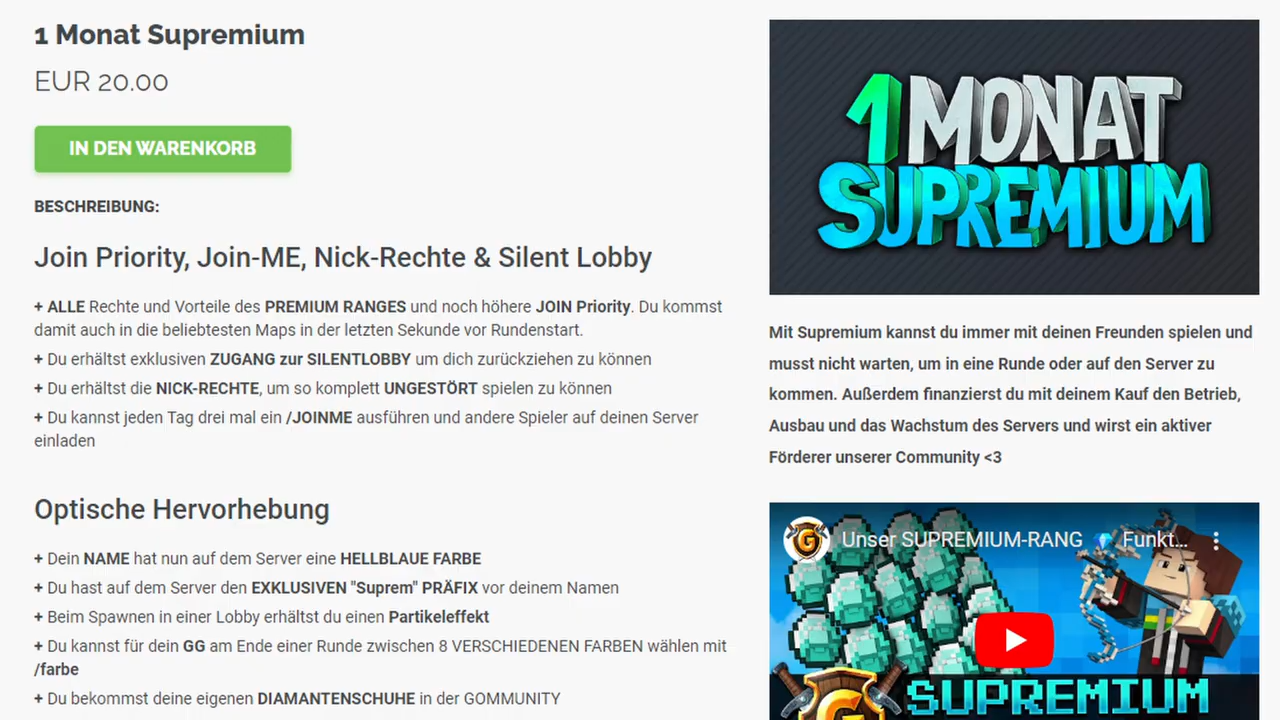 1 Monat Supremium
EUR 20.00
IN DEN WARENKORB
BESCHREIBUNG:
Join Priority, Join-ME, Nick-Rechte & Silent Lobby
+ ALLE Rechte und Vorteile des PREMIUM RANGES und noch höhere JOIN Priority. Du kommst
damit auch in die beliebtesten Maps in der letzten Sekunde vor Rundenstart.
+ Du erhältst exklusiven ZUGANG zur SILENTLOBBY um dich zurückziehen zu können
+ Du erhältst die NICK-RECHTE, um so komplett UNGESTÖRT spielen zu können
+ Du kannst jeden Tag drei mal ein /JOINME ausführen und andere Spieler auf deinen Server
einladen
Optische Hervorhebung
+ Dein NAME hat nun auf dem Server eine HELLBLAUE FARBE
+ Du hast auf dem Server den EXKLUSIVEN "Suprem" PRÄFIX vor deinem Namen
+ Beim Spawnen in einer Lobby erhältst du einen Partikeleffekt
+ Du kannst für dein GG am Ende einer Runde zwischen 8 VERSCHIEDENEN FARBEN wählen mit
/farbe
+ Du bekommst deine eigenen DIAMANTENSCHUHE in der GOMMUNITY
1 MONAT
SUPREMIUM
Mit Supremium kannst du immer mit deinen Freunden spielen und
musst nicht warten, um in eine Runde oder auf den Server zu
kommen. Außerdem finanzierst du mit deinem Kauf den Betrieb,
Ausbau und das Wachstum des Servers und wirst ein aktiver
Förderer unserer Community <3
G
Unser SUPREMIUM-RANG 💎 Funkt...
G
SUPREMIUM